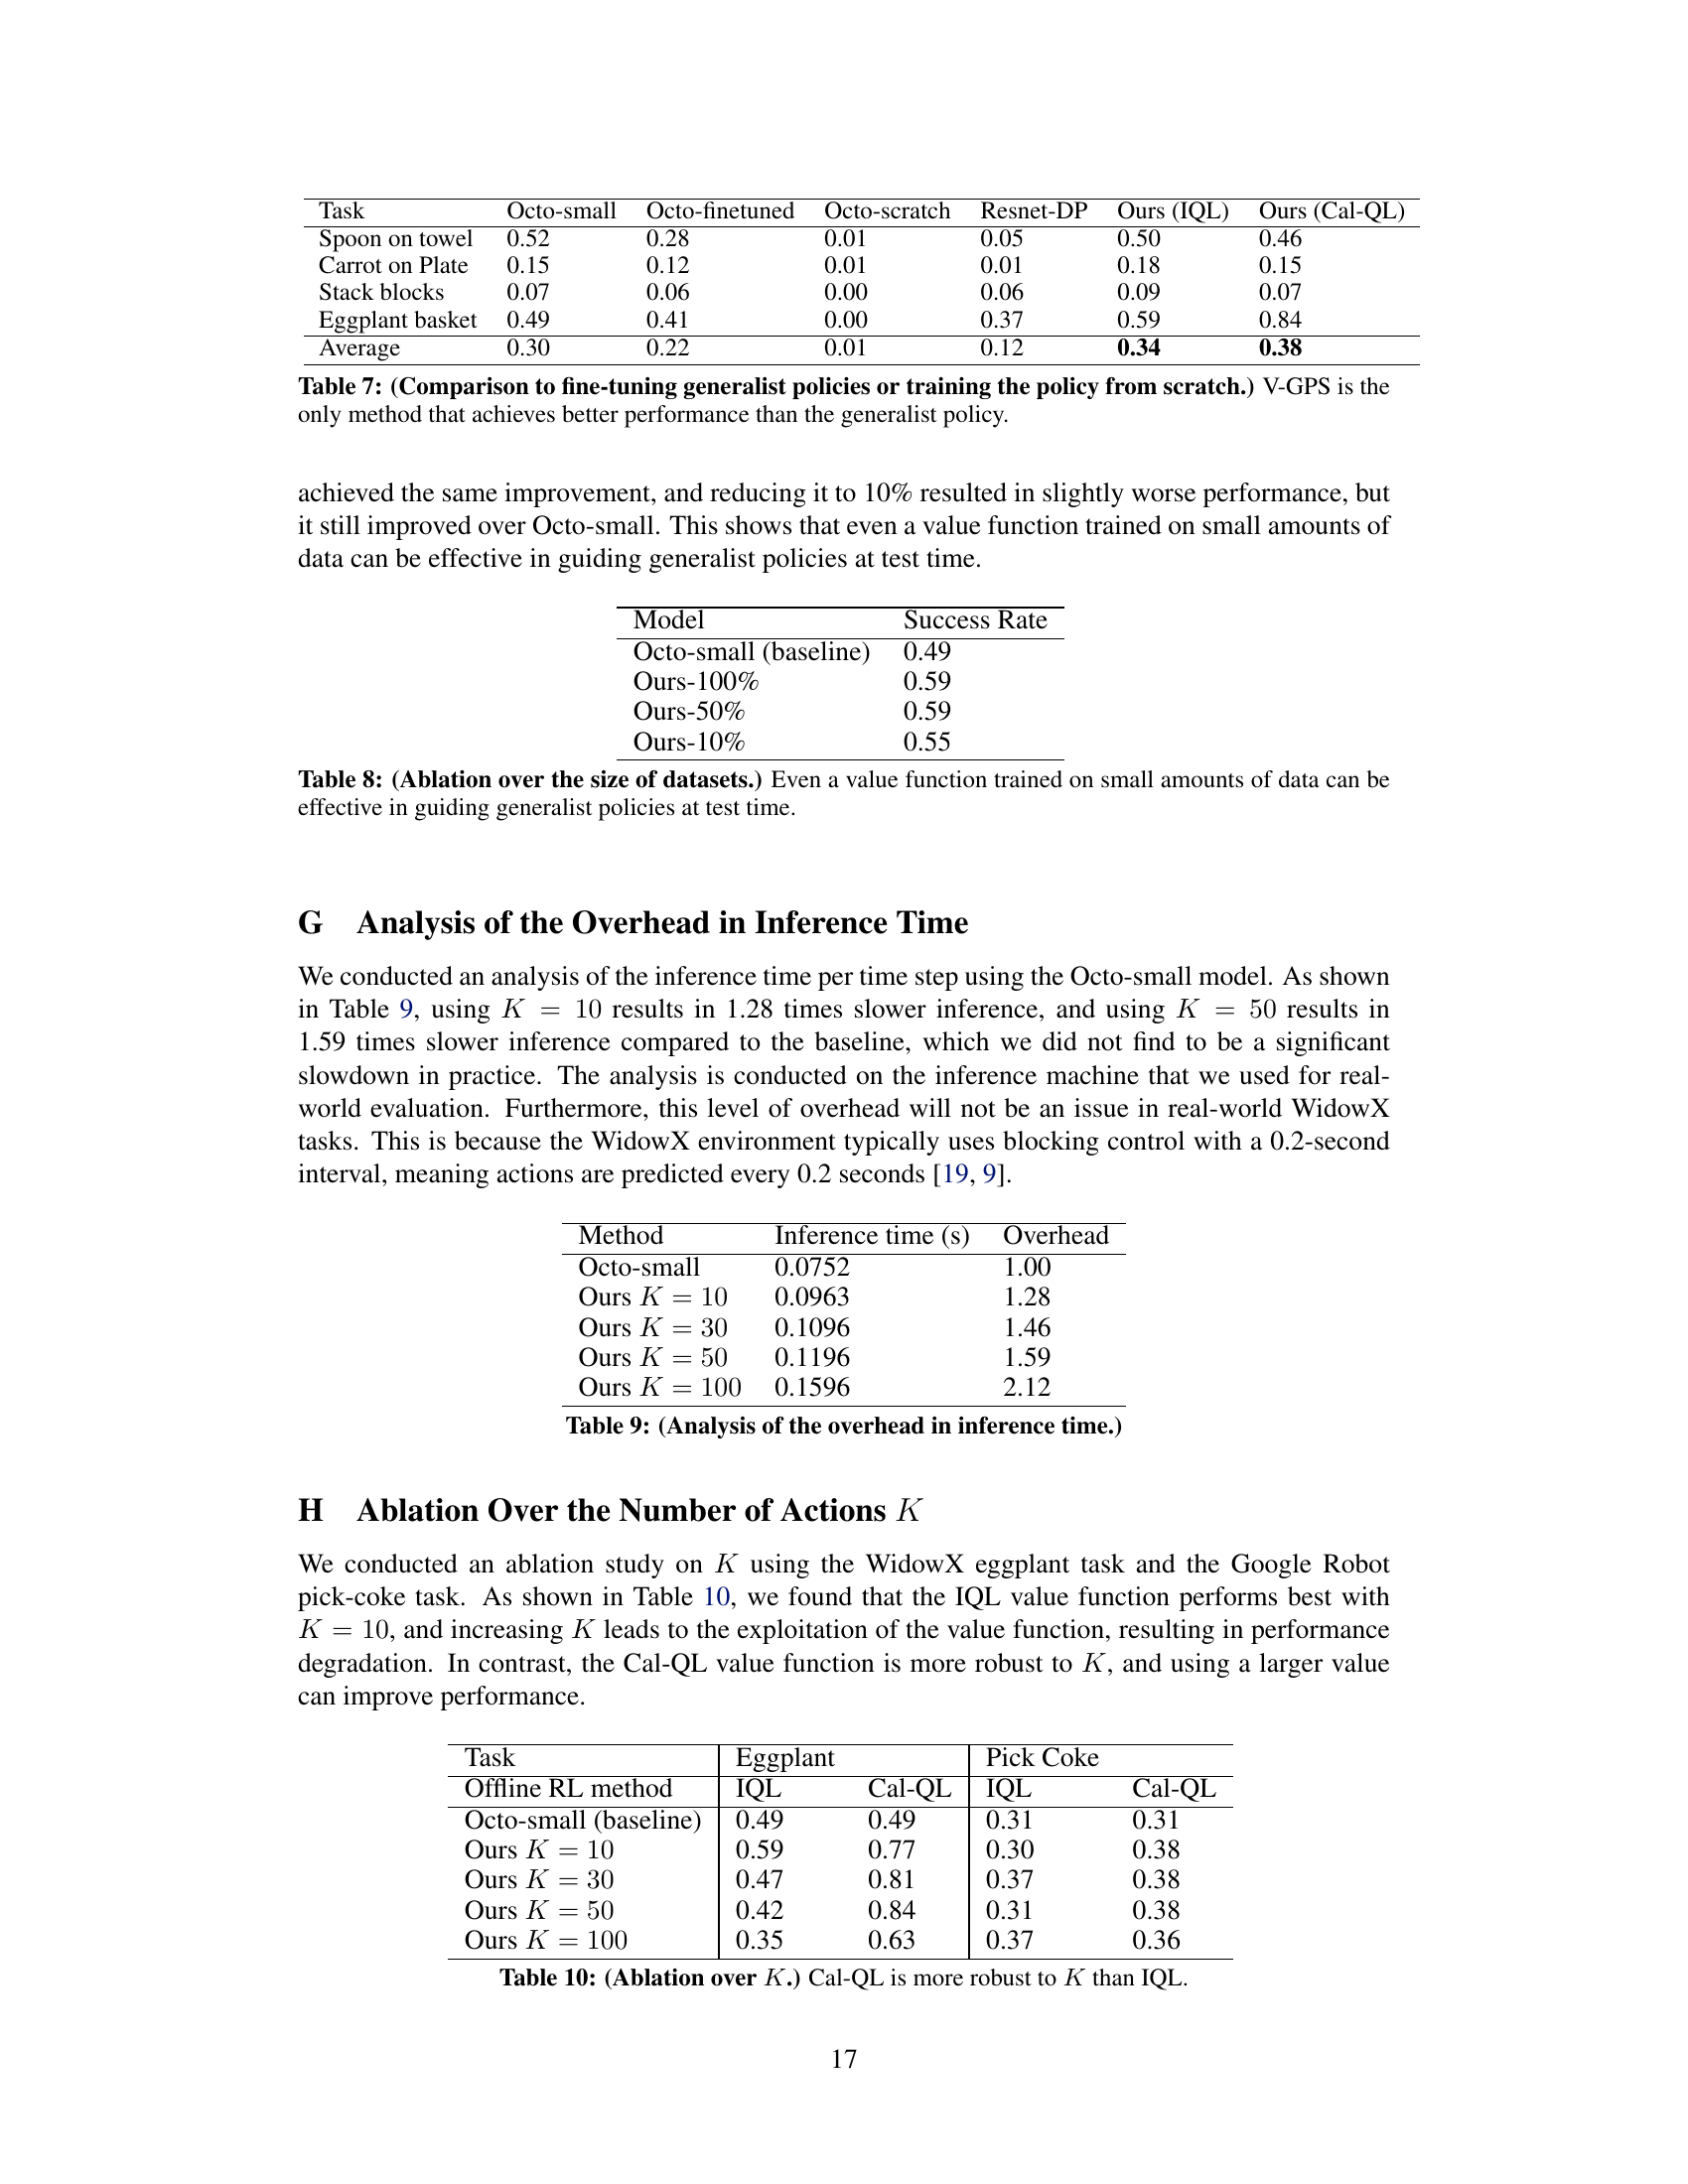 Task Octo-small Octo-finetuned Octo-scratch Resnet-DP Ours (IQL) Ours (Cal-QL)
Spoon on towel 0.52 0.28 0.01 0.05 0.50 0.46
Carrot on Plate 0.15 0.12 0.01 0.01 0.18 0.15
Stack blocks 0.07 0.06 0.00 0.06 0.09 0.07
Eggplant basket 0.49 0.41 0.00 0.37 0.59 0.84
Average 0.30 0.22 0.01 0.12 0.34 0.38
Table 7: (Comparison to fine-tuning generalist policies or training the policy from scratch.) V-GPS is the
only method that achieves better performance than the generalist policy.
achieved the same improvement, and reducing it to 10% resulted in slightly worse performance, but
it still improved over Octo-small. This shows that even a value function trained on small amounts of
data can be effective in guiding generalist policies at test time.
Model Success Rate
Octo-small (baseline) 0.49
Ours-100% 0.59
Ours-50% 0.59
Ours-10% 0.55
Table 8: (Ablation over the size of datasets.) Even a value function trained on small amounts of data can be
effective in guiding generalist policies at test time.
G Analysis of the Overhead in Inference Time
We conducted an analysis of the inference time per time step using the Octo-small model. As shown
in Table 9, using K = 10 results in 1.28 times slower inference, and using K = 50 results in
1.59 times slower inference compared to the baseline, which we did not find to be a significant
slowdown in practice. The analysis is conducted on the inference machine that we used for real-
world evaluation. Furthermore, this level of overhead will not be an issue in real-world WidowX
tasks. This is because the WidowX environment typically uses blocking control with a 0.2-second
interval, meaning actions are predicted every 0.2 seconds [19, 9].
Method Inference time (s) Overhead
Octo-small 0.0752 1.00
Ours K = 10 0.0963 1.28
Ours K = 30 0.1096 1.46
Ours K = 50 0.1196 1.59
Ours K = 100 0.1596 2.12
Table 9: (Analysis of the overhead in inference time.)
H Ablation Over the Number of Actions K
We conducted an ablation study on K using the WidowX eggplant task and the Google Robot
pick-coke task. As shown in Table 10, we found that the IQL value function performs best with
K = 10, and increasing K leads to the exploitation of the value function, resulting in performance
degradation. In contrast, the Cal-QL value function is more robust to K, and using a larger value
can improve performance.
Task Eggplant Pick Coke
Offline RL method IQL Cal-QL IQL Cal-QL
Octo-small (baseline) 0.49 0.49 0.31 0.31
Ours K = 10 0.59 0.77 0.30 0.38
Ours K = 30 0.47 0.81 0.37 0.38
Ours K = 50 0.42 0.84 0.31 0.38
Ours K = 100 0.35 0.63 0.37 0.36
Table 10: (Ablation over K.) Cal-QL is more robust to K than IQL.
17